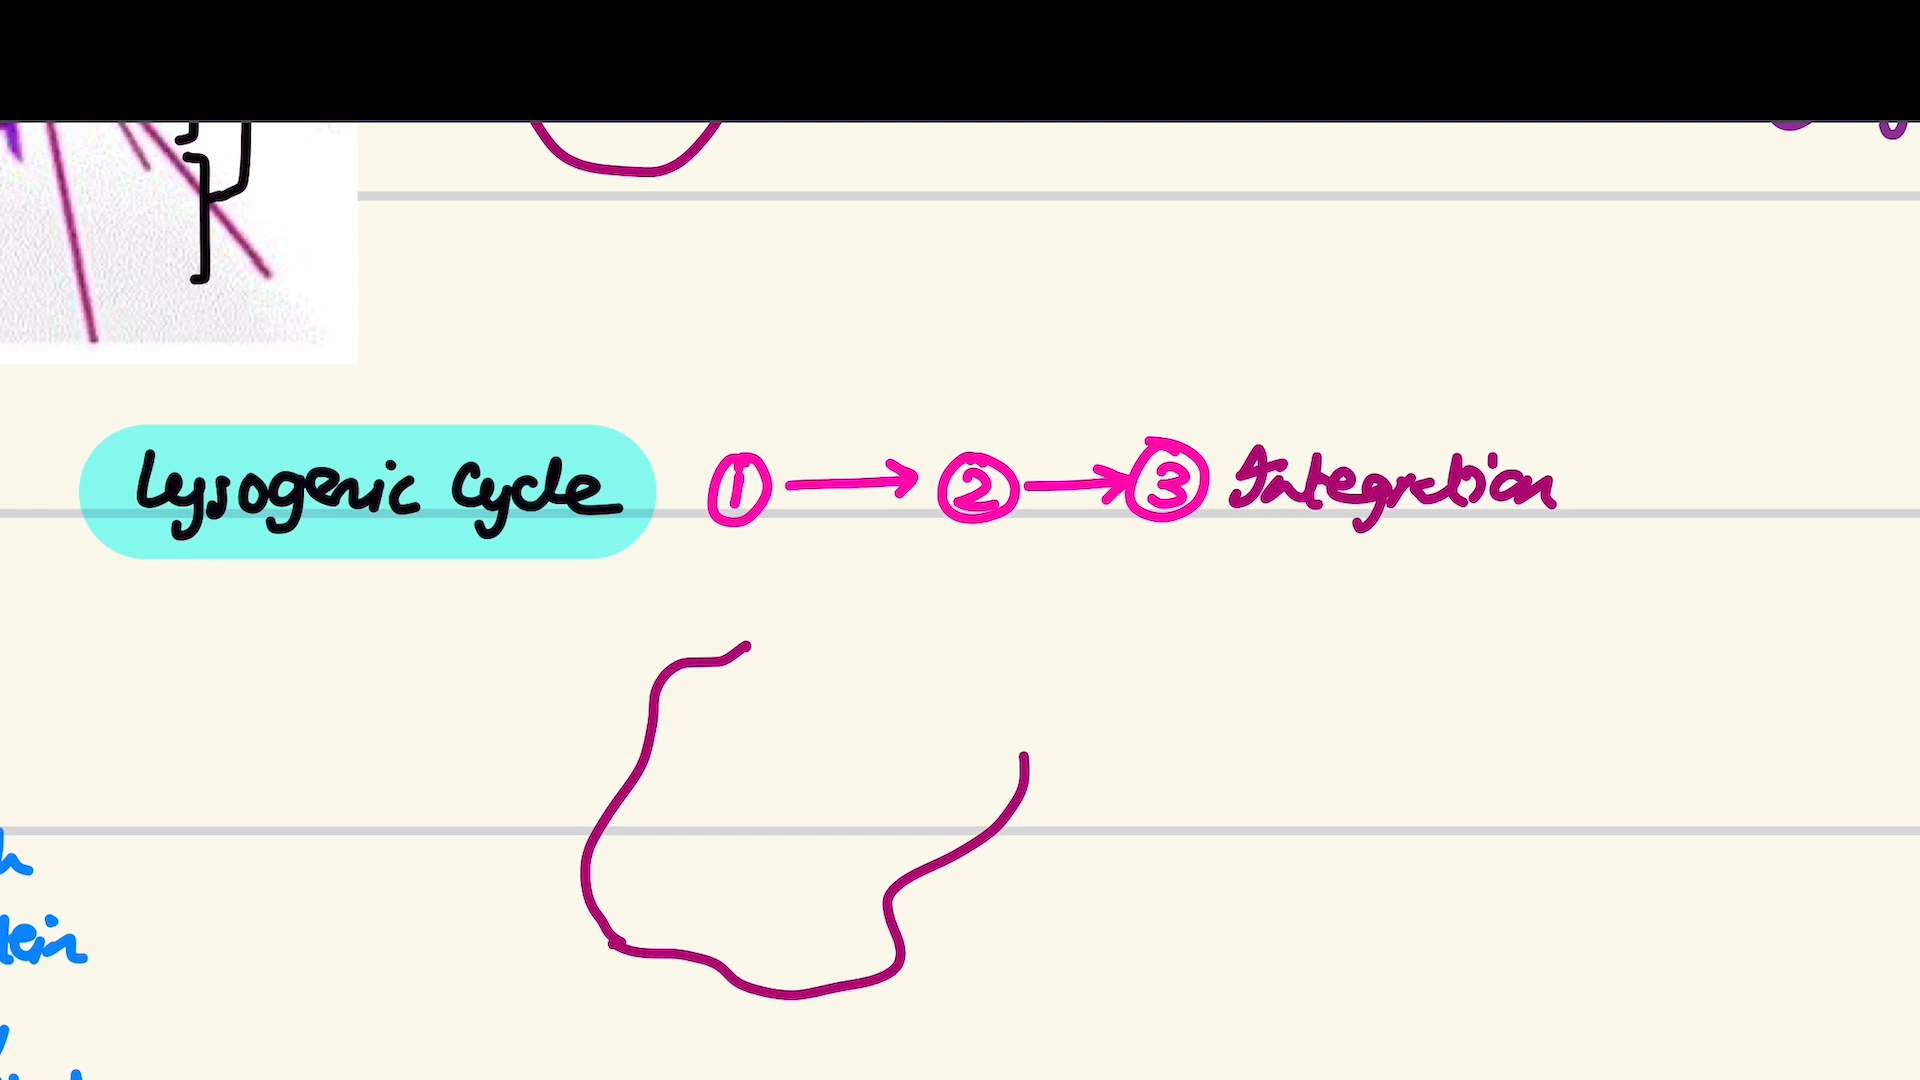 Lysogenic Cycle 1 → 2 → 3 Integration